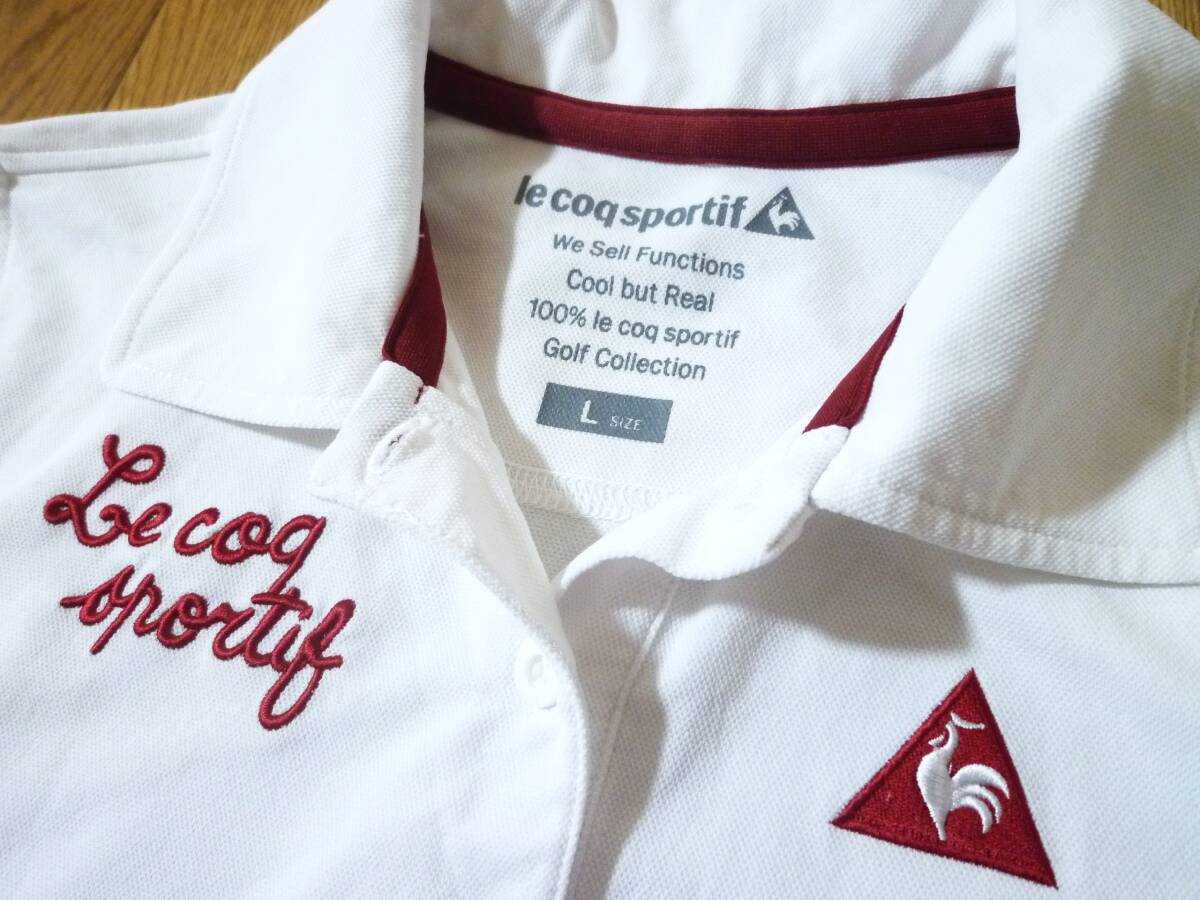 le coq sportif
We Sell Functions
Cool but Real
100% le coq sportif
Golf Collection
L SIZE
Le coq
sportif